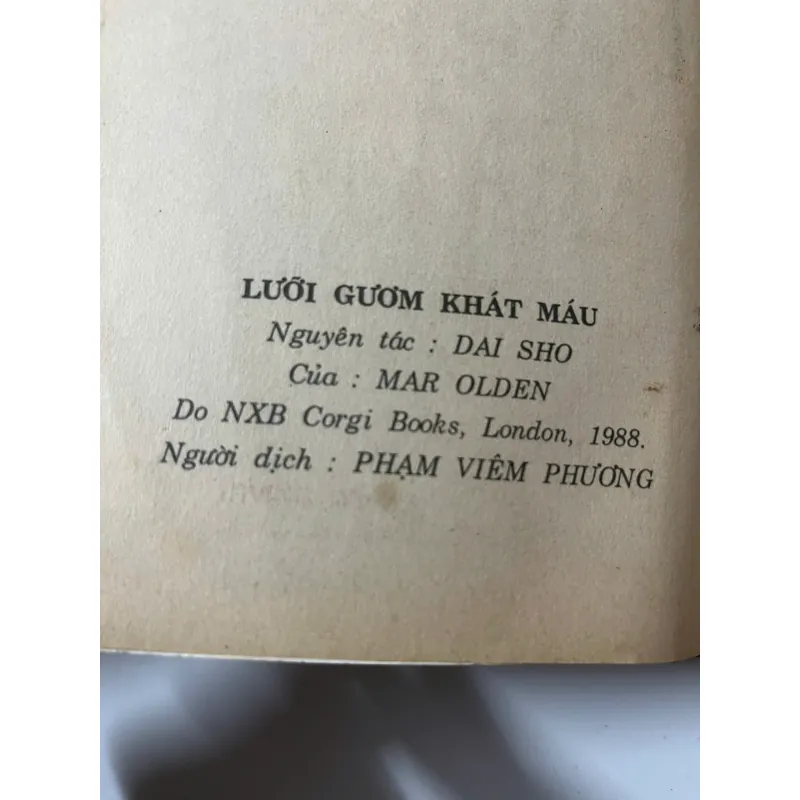 LƯỠI GƯƠM KHÁT MÁU
Nguyên tác : DAI SHO
Của : MAR OLDEN
Do NXB Corgi Books, London, 1988.
Người dịch : PHẠM VIÊM PHƯƠNG